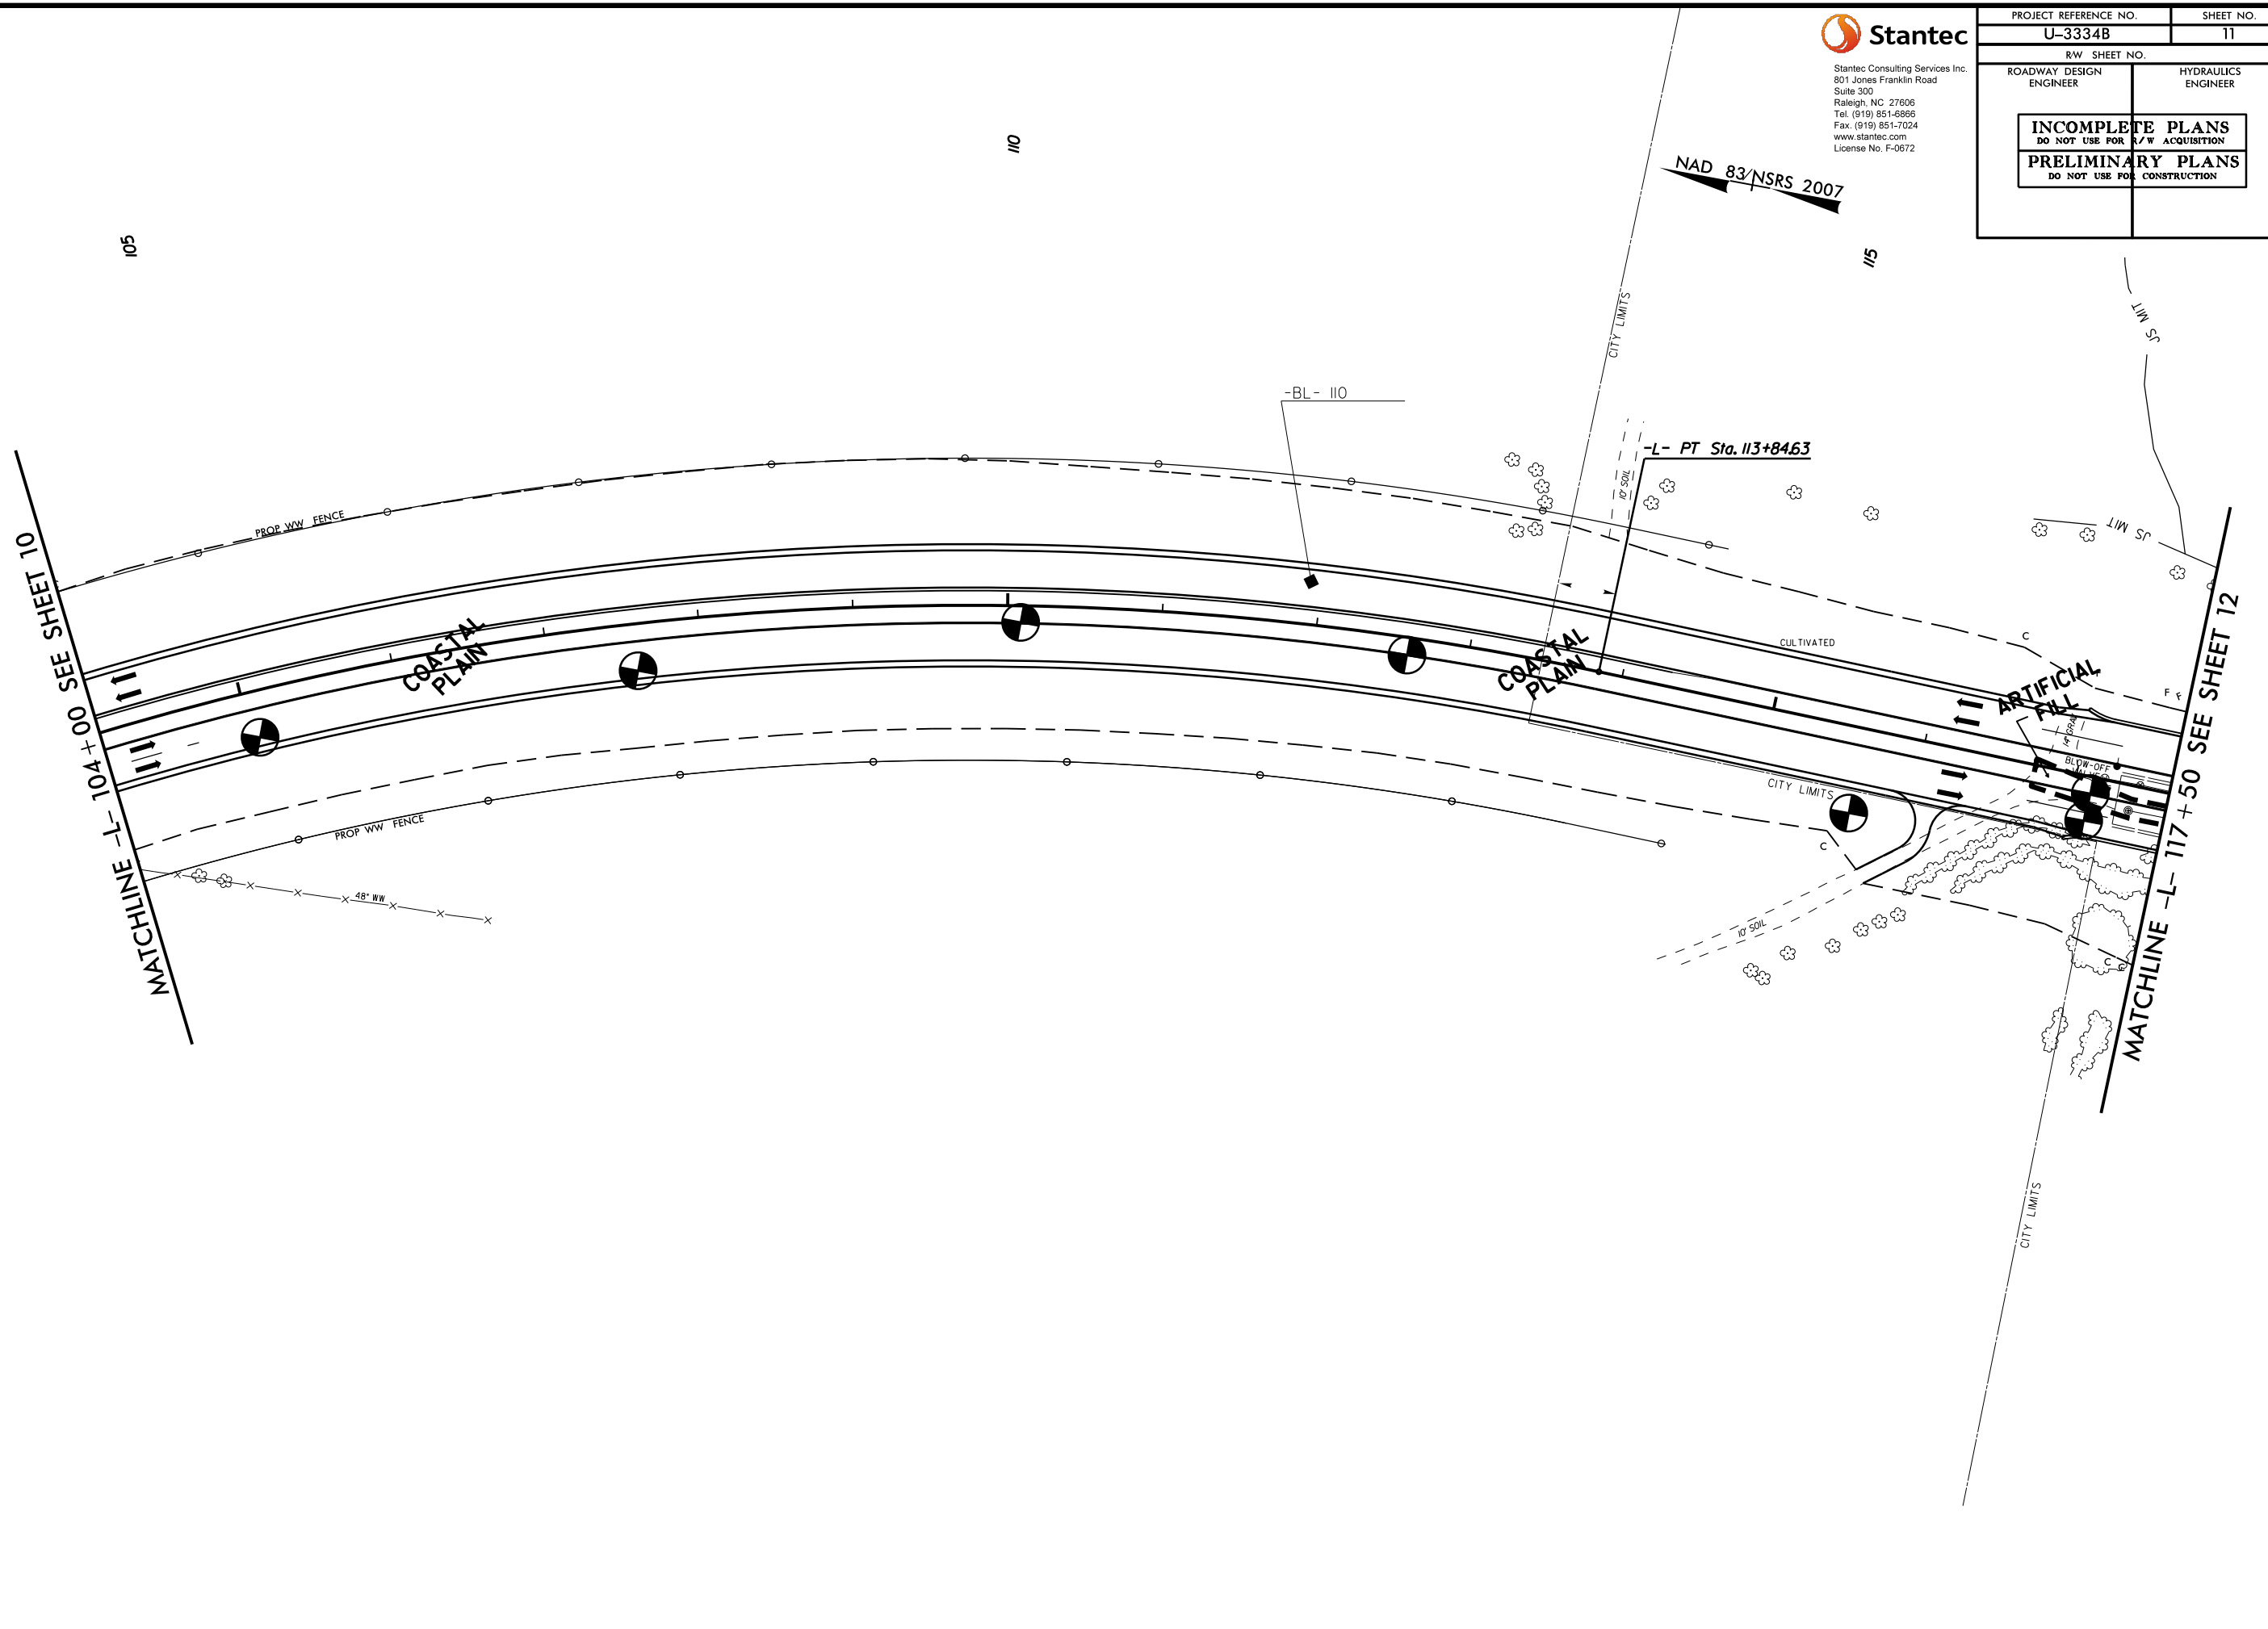 Stantec
Stantec Consulting Services Inc.
801 Jones Franklin Road
Suite 300
Raleigh, NC 27606
Tel. (919) 851-6866
Fax. (919) 851-7024
www.stantec.com
License No. F-0672
PROJECT REFERENCE NO.
SHEET NO.
U-3334B
11
RW SHEET NO.
ROADWAY DESIGN
ENGINEER
HYDRAULICS
ENGINEER
INCOMPLETE PLANS
DO NOT USE FOR R/W ACQUISITION
PRELIMINARY PLANS
DO NOT USE FOR CONSTRUCTION
NAD 83/NSRS 2007
105
110
115
CITY LIMITS
JS MIT
-BL- 110
-L- PT Sta. 113+84.63
10' SOIL
JS MIT
PROP WW FENCE
MATCHLINE -L- 104+00 SEE SHEET 10
COASTAL
PLAIN
COASTAL
PLAIN
CULTIVATED
C
ARTIFICIAL
FILL
F
F
BLOW-OFF
CITY LIMITS
C
PROP WW FENCE
48" WW
10' SOIL
C
C
MATCHLINE -L- 117+50 SEE SHEET 12
CITY LIMITS